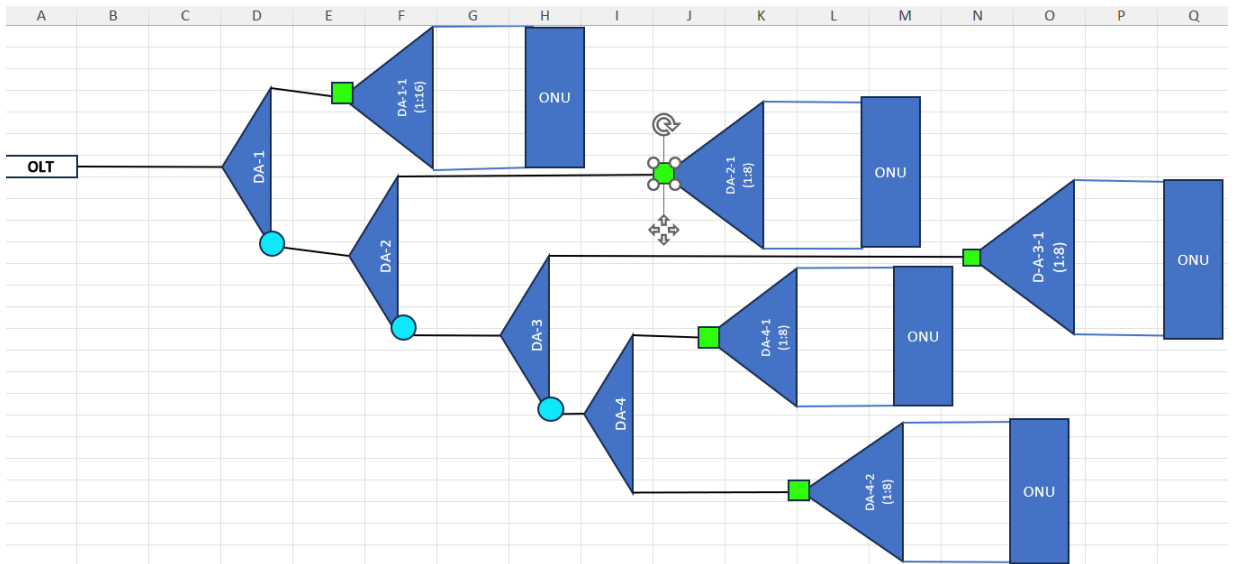 A B C D E F G H I J K L M N O P Q
OLT
DA-1
DA-1-1
(1:16)
ONU
DA-2
DA-2-1
(1:8)
ONU
DA-3
D-A-3-1
(1:8)
ONU
DA-4
DA-4-1
(1:8)
ONU
DA-4-2
(1:8)
ONU